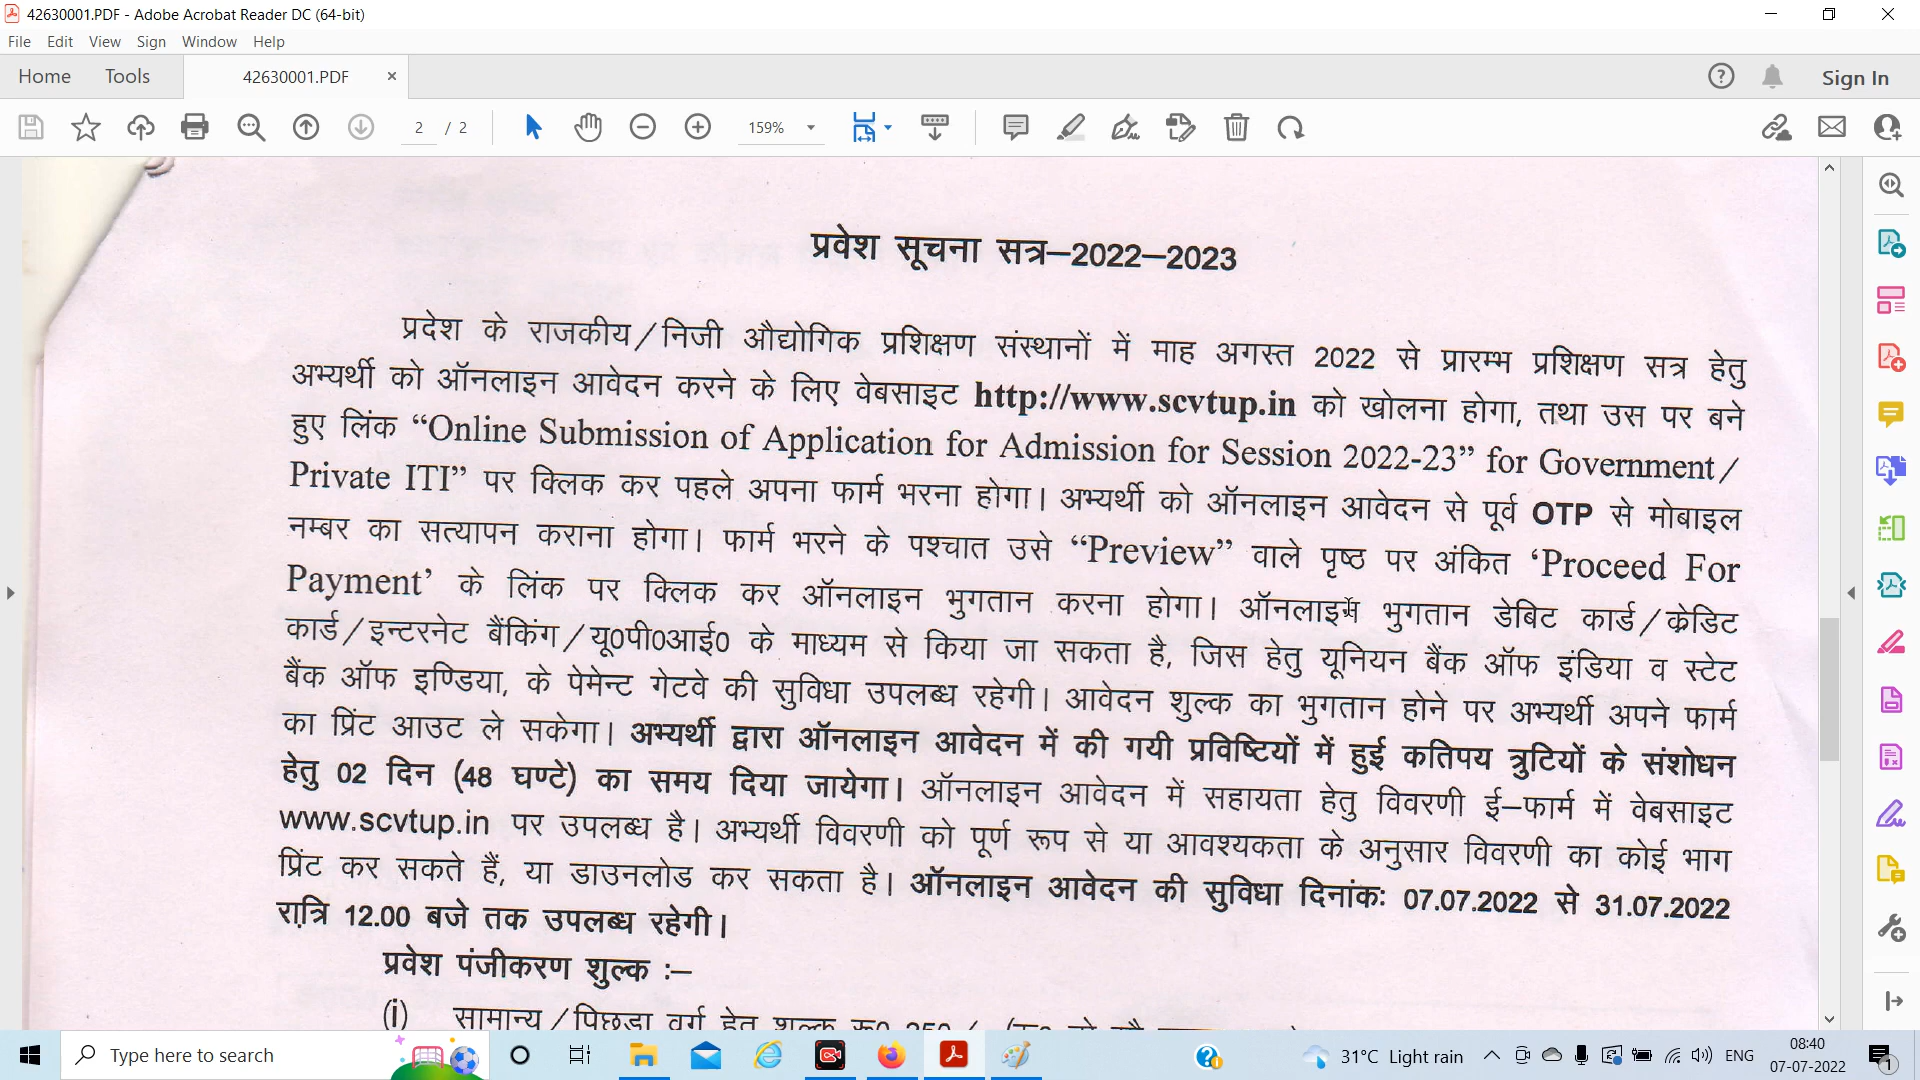 42630001.PDF - Adobe Acrobat Reader DC (64-bit)
File Edit View Sign Window Help
Home Tools 42630001.PDF × Sign In
2 / 2 159%
प्रवेश सूचना सत्र–2022–2023
प्रदेश के राजकीय/निजी औद्योगिक प्रशिक्षण संस्थानों में माह अगस्त 2022 से प्रारम्भ प्रशिक्षण सत्र हेतु
अभ्यर्थी को ऑनलाइन आवेदन करने के लिए वेबसाइट http://www.scvtup.in को खोलना होगा, तथा उस पर बने
हुए लिंक “Online Submission of Application for Admission for Session 2022-23” for Government/
Private ITI” पर क्लिक कर पहले अपना फार्म भरना होगा। अभ्यर्थी को ऑनलाइन आवेदन से पूर्व OTP से मोबाइल
नम्बर का सत्यापन कराना होगा। फार्म भरने के पश्चात उसे “Preview” वाले पृष्ठ पर अंकित ‘Proceed For
Payment’ के लिंक पर क्लिक कर ऑनलाइन भुगतान करना होगा। ऑनलाइन भुगतान डेबिट कार्ड/क्रेडिट
कार्ड/इन्टरनेट बैंकिंग/यू0पी0आई0 के माध्यम से किया जा सकता है, जिस हेतु यूनियन बैंक ऑफ इंडिया व स्टेट
बैंक ऑफ इण्डिया, के पेमेन्ट गेटवे की सुविधा उपलब्ध रहेगी। आवेदन शुल्क का भुगतान होने पर अभ्यर्थी अपने फार्म
का प्रिंट आउट ले सकेगा। अभ्यर्थी द्वारा ऑनलाइन आवेदन में की गयी प्रविष्टियों में हुई कतिपय त्रुटियों के संशोधन
हेतु 02 दिन (48 घण्टे) का समय दिया जायेगा। ऑनलाइन आवेदन में सहायता हेतु विवरणी ई–फार्म में वेबसाइट
www.scvtup.in पर उपलब्ध है। अभ्यर्थी विवरणी को पूर्ण रूप से या आवश्यकता के अनुसार विवरणी का कोई भाग
प्रिंट कर सकते हैं, या डाउनलोड कर सकता है। ऑनलाइन आवेदन की सुविधा दिनांकः 07.07.2022 से 31.07.2022
रात्रि 12.00 बजे तक उपलब्ध रहेगी।
प्रवेश पंजीकरण शुल्क :–
(i) सामान्य/पिछड़ा वर्ग हेतु शुल्क रू0 250/-
Type here to search 31°C Light rain ENG 08:40
07-07-2022 1